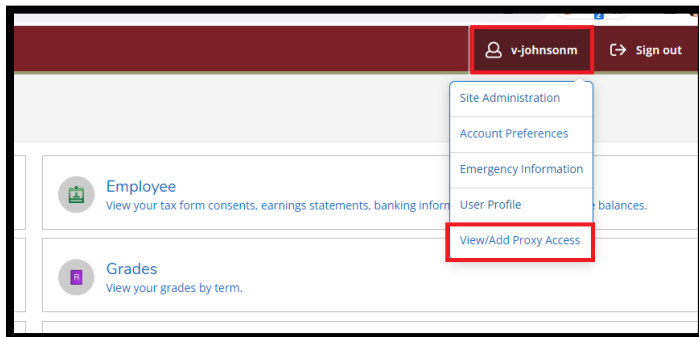 2
v-johnsonm
Sign out
Site Administration
Account Preferences
Emergency Information
User Profile
View/Add Proxy Access
Employee
View your tax form consents, earnings statements, banking inform
balances.
Grades
View your grades by term.